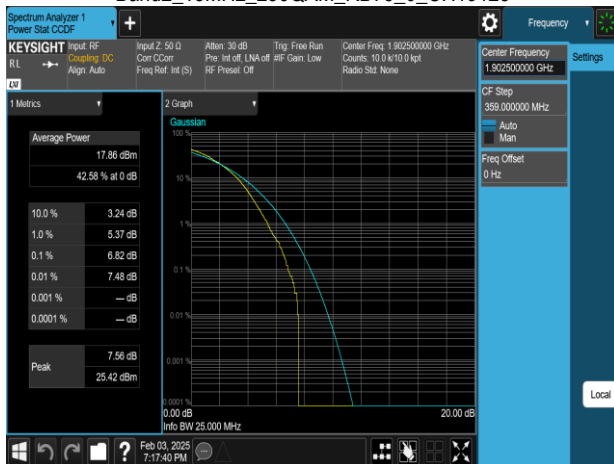 Spectrum Analyzer 1
Power Stat CCDF
Frequency
KEYSIGHT
RL
LXI
Input: RF
Coupling: DC
Align: Auto
Input Z: 50 Ω
Corr CCorr
Freq Ref: Int (S)
Atten: 30 dB
Pre: Int off, LNA off
RF Preset: Off
Trig: Free Run
#IF Gain: Low
Center Freq: 1.902500000 GHz
Counts: 10.0 k/10.0 kpt
Radio Std: None
Center Frequency
1.902500000 GHz
Settings
CF Step
359.000000 MHz
Auto
Man
Freq Offset
0 Hz
1 Metrics
Average Power
17.86 dBm
42.58 % at 0 dB
10.0 % 3.24 dB
1.0 % 5.37 dB
0.1 % 6.82 dB
0.01 % 7.48 dB
0.001 % --- dB
0.0001 % --- dB
Peak
7.56 dB
25.42 dBm
2 Graph
Gaussian
100 %
10 %
1 %
0.1 %
0.01 %
0.001 %
0.0001 %
0.00 dB
20.00 dB
Info BW 25.000 MHz
Local
Feb 03, 2025
7:17:40 PM